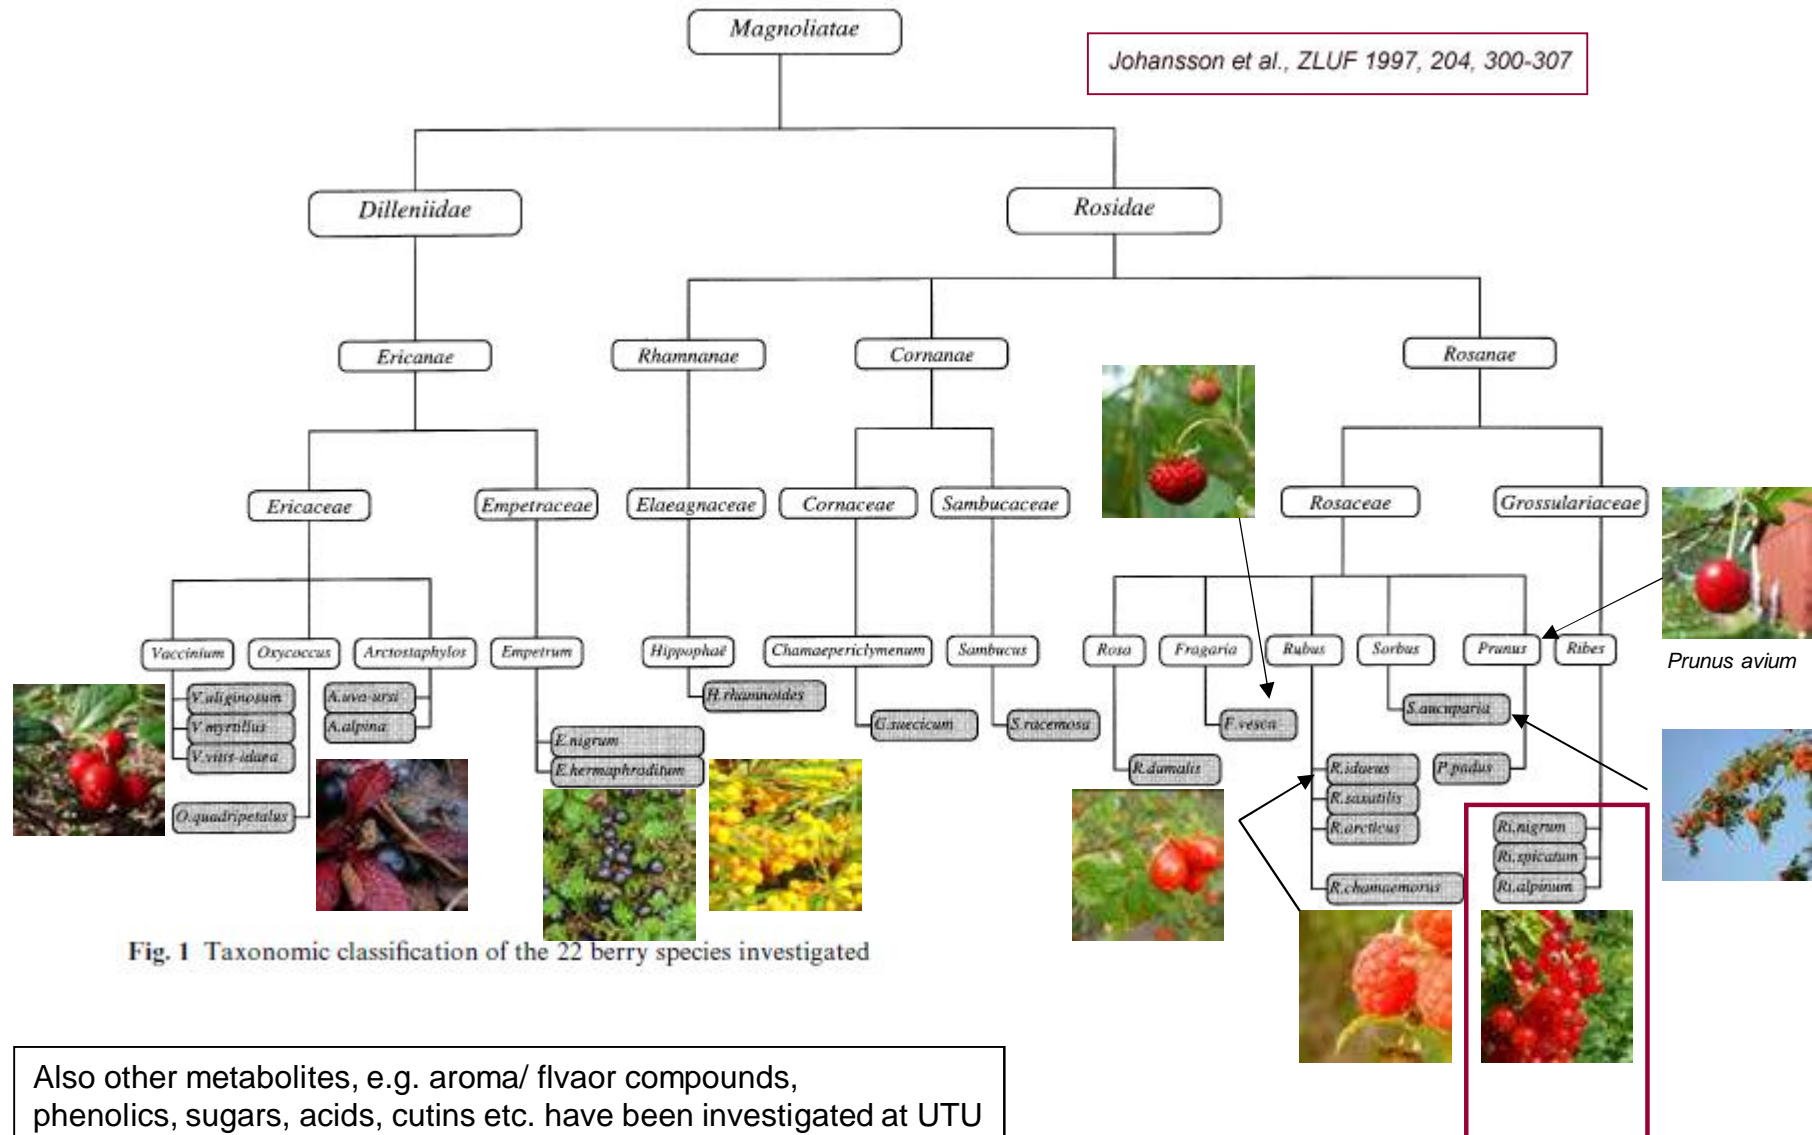 Magnoliatae
Johansson et al., ZLUF 1997, 204, 300-307
Dilleniidae
Rosidae
Ericanae
Rhamnanae
Cornanae
Rosanae
Ericaceae
Empetraceae
Elaeagnaceae
Cornaceae
Sambucaceae
Rosaceae
Grossulariaceae
Vaccinium
Oxycoccus
Arctostaphylos
Empetrum
Hippophaë
Chamaepericlymenum
Sambucus
Rosa
Fragaria
Rubus
Sorbus
Prunus
Ribes
Prunus avium
V.uliginosum
V.myrtillus
V.vitis-idaea
O.quadripetalus
A.uva-ursi
A.alpina
E.nigrum
E.hermaphroditum
H.rhamnoides
C.suecicum
S.racemosa
R.dumalis
F.vesca
R.idaeus
R.saxatilis
R.arcticus
R.chamaemorus
S.aucuparia
P.padus
Ri.nigrum
Ri.spicatum
Ri.alpinum
Fig. 1 Taxonomic classification of the 22 berry species investigated
Also other metabolites, e.g. aroma/ flvaor compounds,
phenolics, sugars, acids, cutins etc. have been investigated at UTU